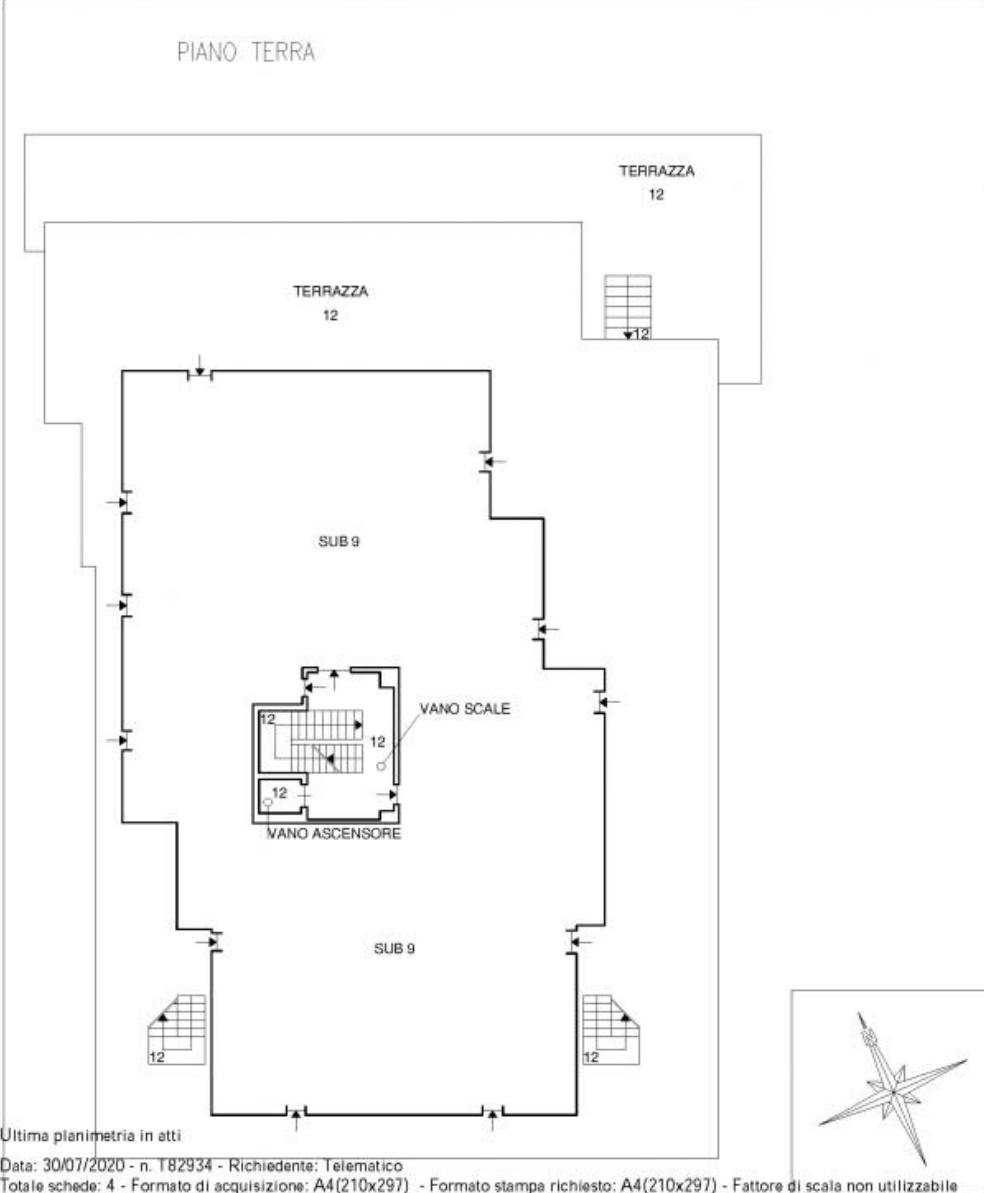 PIANO TERRA
TERRAZZA
12
TERRAZZA
12
12
SUB 9
VANO SCALE
12
12
12
VANO ASCENSORE
SUB 9
12
12
N
Ultima planimetria in atti
Data: 30/07/2020 - n. T82934 - Richiedente: Telematico
Totale schede: 4 - Formato di acquisizione: A4(210x297) - Formato stampa richiesto: A4(210x297) - Fattore di scala non utilizzabile